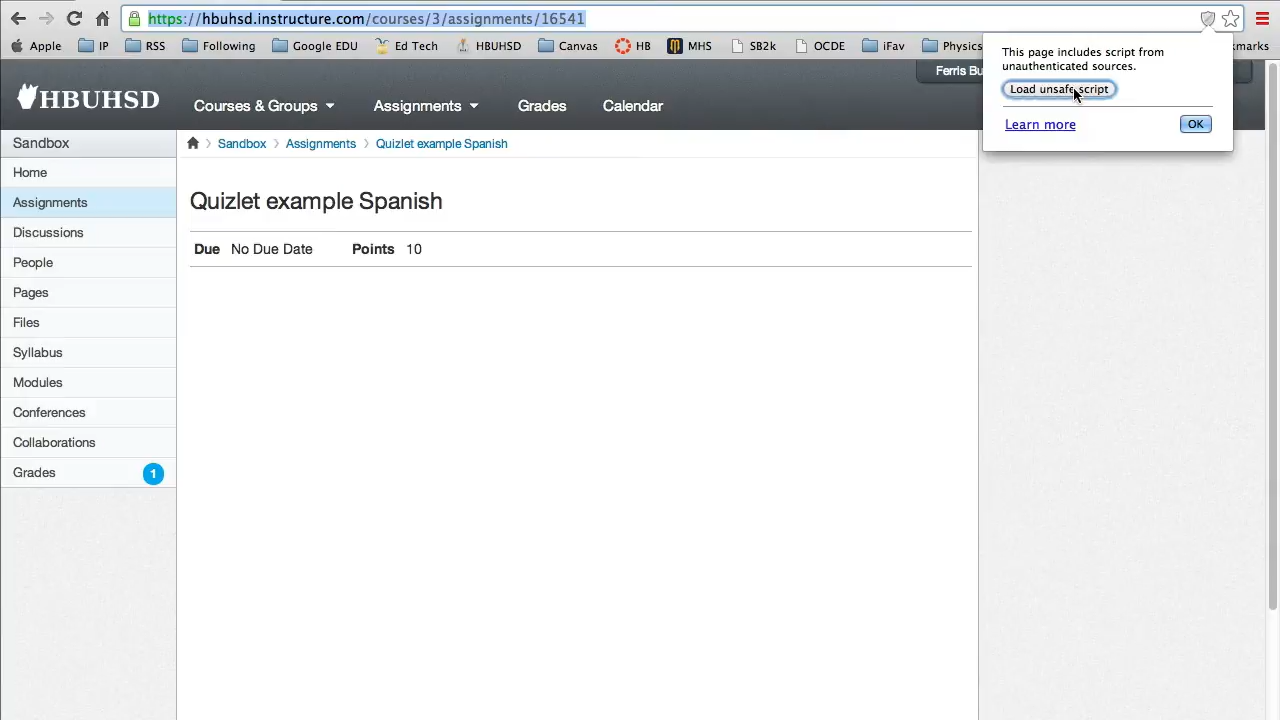 https://hbuhsd.instructure.com/courses/3/assignments/16541
Apple IP RSS Following Google EDU Ed Tech HBUHSD Canvas HB MHS SB2k OCDE iFav Physics
This page includes script from
unauthenticated sources.
Load unsafe script
Learn more OK
Ferris
HBUHSD Courses & Groups Assignments Grades Calendar
Sandbox
Home
Assignments
Discussions
People
Pages
Files
Syllabus
Modules
Conferences
Collaborations
Grades 1
Sandbox Assignments Quizlet example Spanish
Quizlet example Spanish
Due No Due Date Points 10